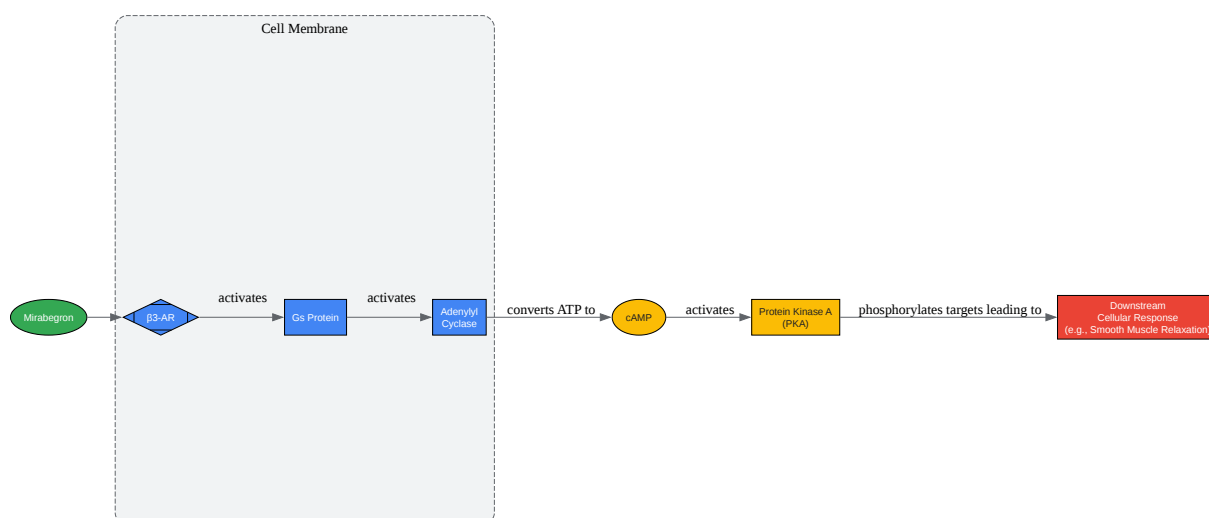 Cell Membrane
Mirabegron
β3-AR
activates
Gs Protein
activates
Adenylyl
Cyclase
converts ATP to
cAMP
activates
Protein Kinase A
(PKA)
phosphorylates targets leading to
Downstream
Cellular Response
(e.g., Smooth Muscle Relaxation)